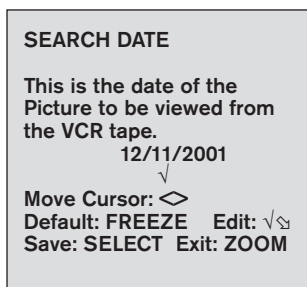 SEARCH DATE
This is the date of the
Picture to be viewed from
the VCR tape.
12/11/2001
√
Move Cursor: <>
Default: FREEZE Edit: √⬂
Save: SELECT Exit: ZOOM